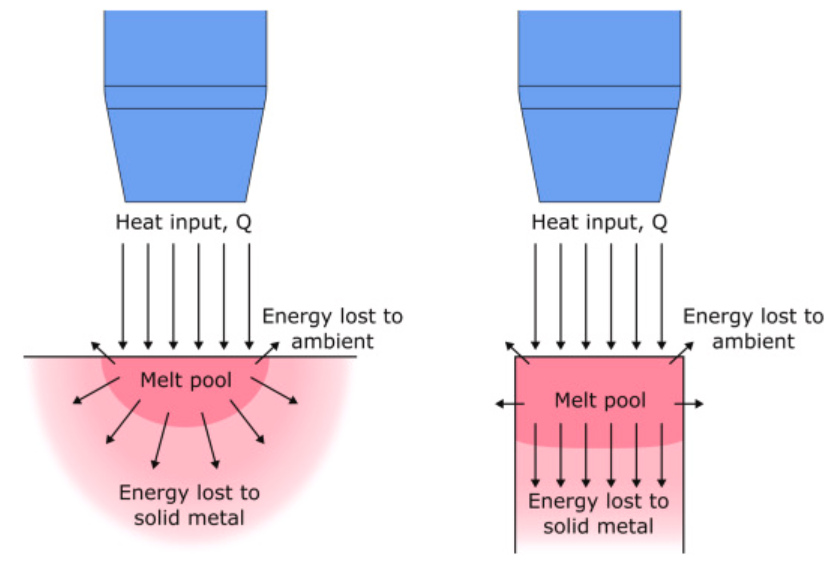 Heat input, Q
Energy lost to
ambient
Melt pool
Energy lost to
solid metal
Heat input, Q
Energy lost to
ambient
Melt pool
Energy lost to
solid metal